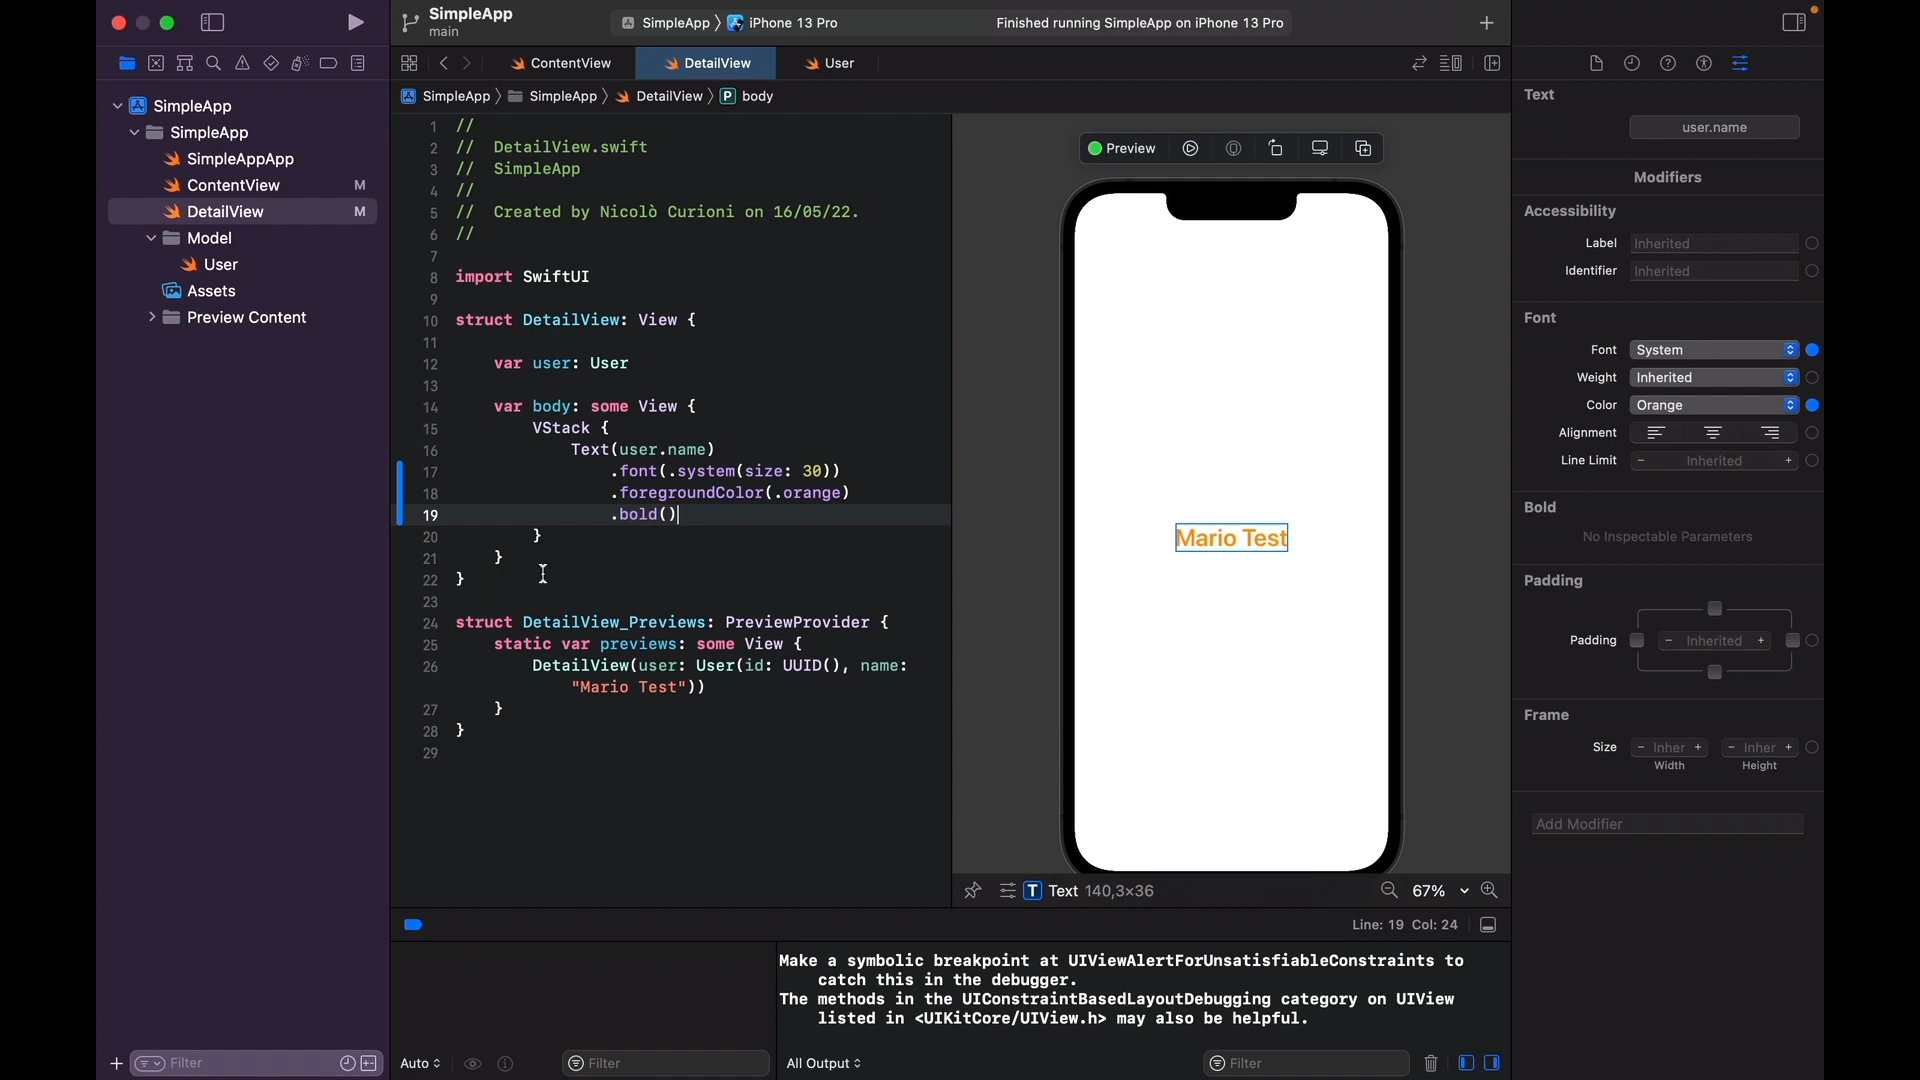 SimpleApp
main
SimpleApp
iPhone 13 Pro
Finished running SimpleApp on iPhone 13 Pro
ContentView
DetailView
User
SimpleApp
SimpleApp
DetailView
P
body
SimpleApp
SimpleApp
SimpleAppApp
ContentView M
DetailView M
Model
User
Assets
Preview Content
Filter
1 //
2 // DetailView.swift
3 // SimpleApp
4 //
5 // Created by Nicolò Curioni on 16/05/22.
6 //
7
8 import SwiftUI
9
10 struct DetailView: View {
11
12 var user: User
13
14 var body: some View {
15 VStack {
16 Text(user.name)
17 .font(.system(size: 30))
18 .foregroundColor(.orange)
19 .bold()
20 }
21 }
22 }
23
24 struct DetailView_Previews: PreviewProvider {
25 static var previews: some View {
26 DetailView(user: User(id: UUID(), name:
"Mario Test"))
27 }
28 }
29
Preview
Mario Test
T
Text 140,3×36
67%
Line: 19 Col: 24
Make a symbolic breakpoint at UIViewAlertForUnsatisfiableConstraints to
catch this in the debugger.
The methods in the UIConstraintBasedLayoutDebugging category on UIView
listed in <UIKitCore/UIView.h> may also be helpful.
Auto
Filter
All Output
Filter
Text
user.name
Modifiers
Accessibility
Label Inherited
Identifier Inherited
Font
Font System
Weight Inherited
Color Orange
Alignment
Line Limit - Inherited +
Bold
No Inspectable Parameters
Padding
Padding - Inherited +
Frame
Size - Inher + - Inher +
Width Height
Add Modifier